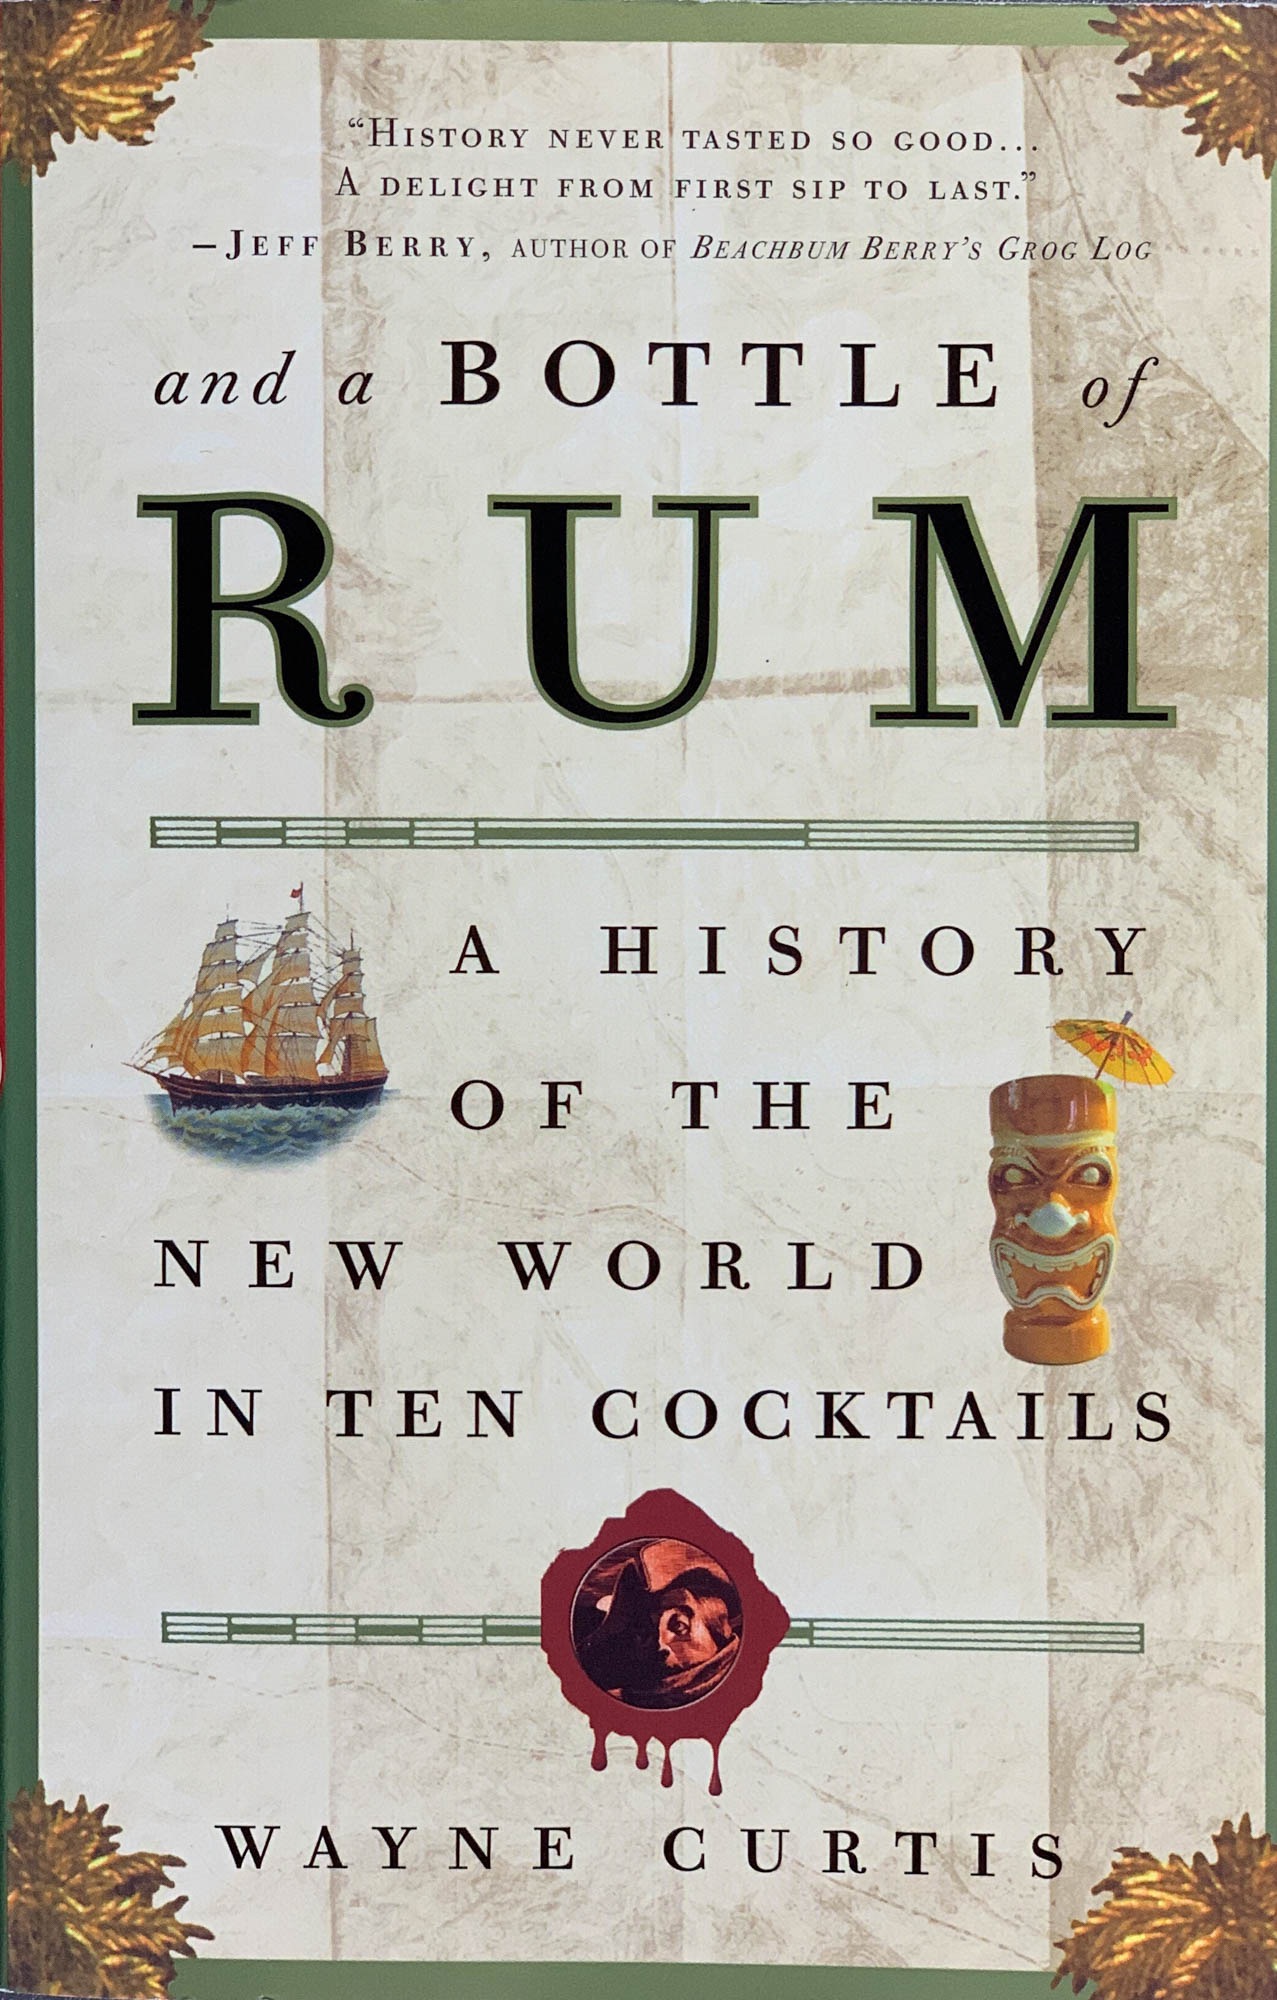 “HISTORY NEVER TASTED SO GOOD...
A DELIGHT FROM FIRST SIP TO LAST.”
–JEFF BERRY, AUTHOR OF BEACHBUM BERRY'S GROG LOG
and a BOTTLE of
RUM
A HISTORY
OF THE
NEW WORLD
IN TEN COCKTAILS
WAYNE CURTIS